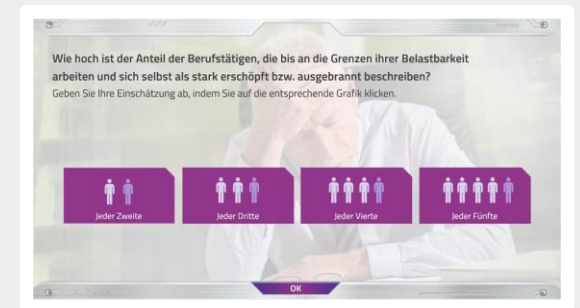 Wie hoch ist der Anteil der Berufstätigen, die bis an die Grenzen ihrer Belastbarkeit
arbeiten und sich selbst als stark erschöpft bzw. ausgebrannt beschreiben?
Geben Sie Ihre Einschätzung ab, indem Sie auf die entsprechende Grafik klicken.
Jeder Zweite
Jeder Dritte
Jeder Vierte
Jeder Fünfte
OK